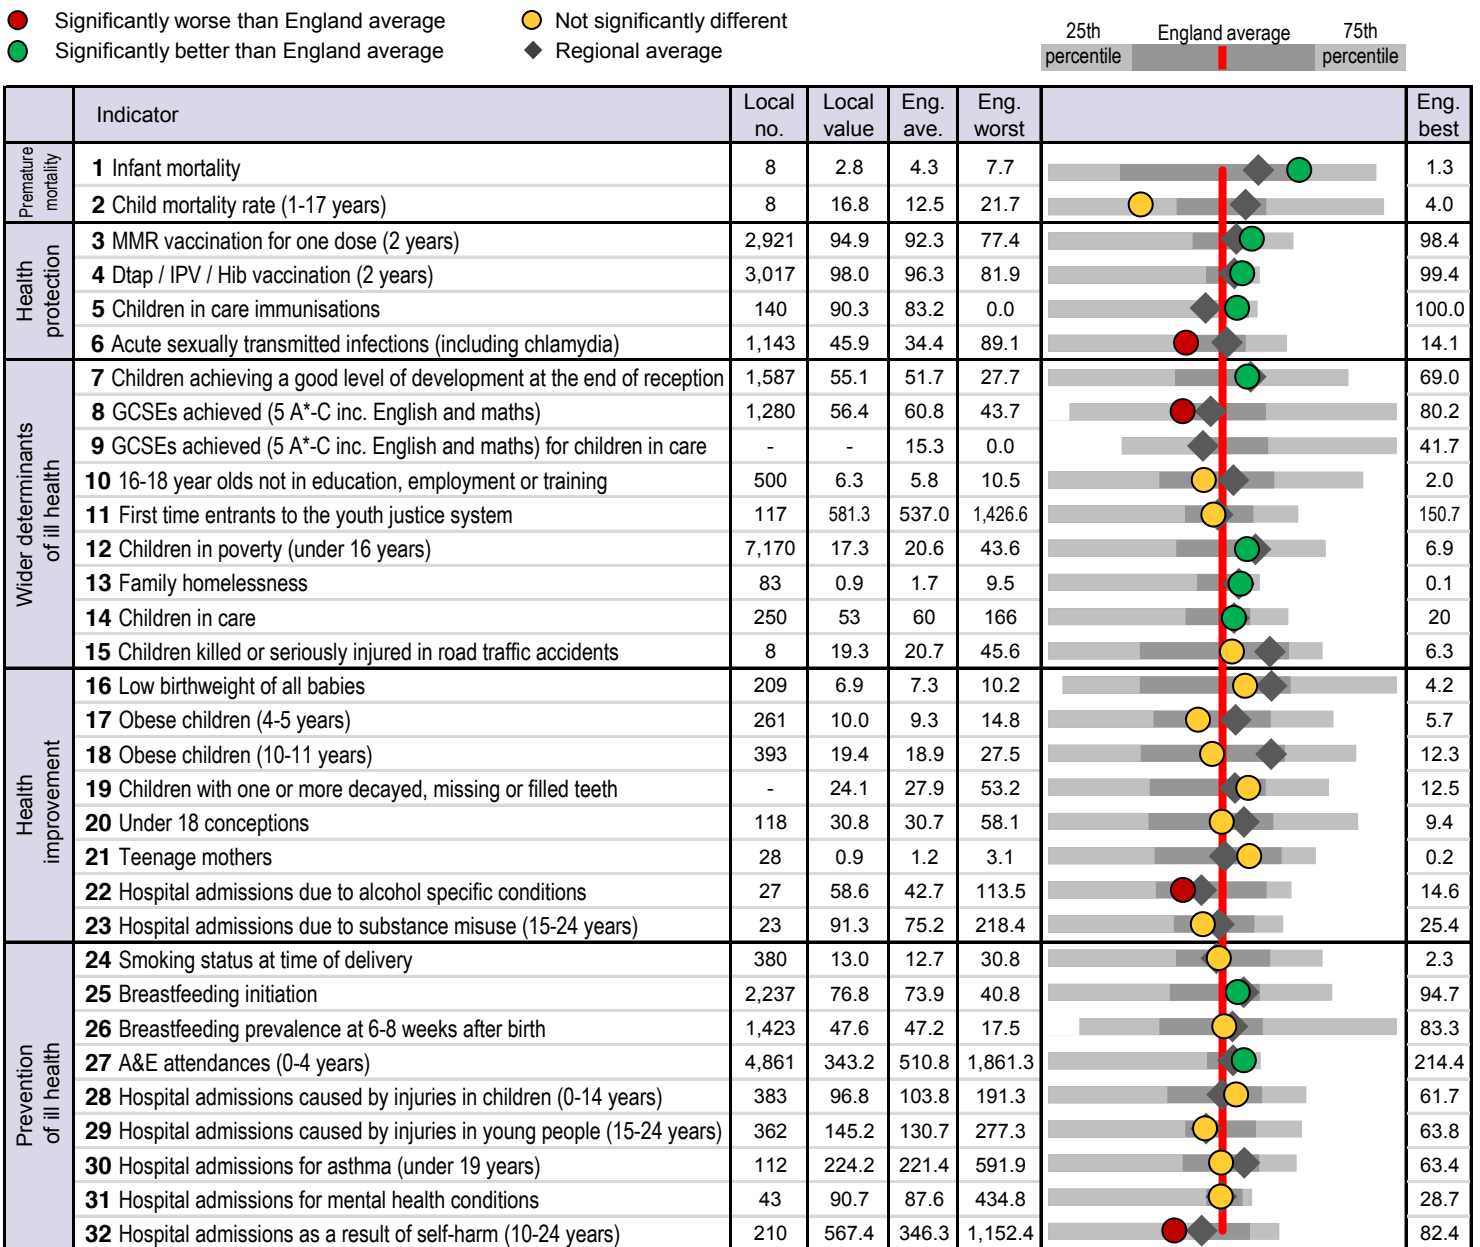 Significantly worse than England average
Not significantly different
Significantly better than England average
Regional average
25th percentile
England average
75th percentile
Indicator Local no. Local value Eng. ave. Eng. worst Eng. best
Premature mortality
1 Infant mortality 8 2.8 4.3 7.7 1.3
2 Child mortality rate (1-17 years) 8 16.8 12.5 21.7 4.0
Health protection
3 MMR vaccination for one dose (2 years) 2,921 94.9 92.3 77.4 98.4
4 Dtap / IPV / Hib vaccination (2 years) 3,017 98.0 96.3 81.9 99.4
5 Children in care immunisations 140 90.3 83.2 0.0 100.0
6 Acute sexually transmitted infections (including chlamydia) 1,143 45.9 34.4 89.1 14.1
Wider determinants of ill health
7 Children achieving a good level of development at the end of reception 1,587 55.1 51.7 27.7 69.0
8 GCSEs achieved (5 A*-C inc. English and maths) 1,280 56.4 60.8 43.7 80.2
9 GCSEs achieved (5 A*-C inc. English and maths) for children in care - - 15.3 0.0 41.7
10 16-18 year olds not in education, employment or training 500 6.3 5.8 10.5 2.0
11 First time entrants to the youth justice system 117 581.3 537.0 1,426.6 150.7
12 Children in poverty (under 16 years) 7,170 17.3 20.6 43.6 6.9
13 Family homelessness 83 0.9 1.7 9.5 0.1
14 Children in care 250 53 60 166 20
15 Children killed or seriously injured in road traffic accidents 8 19.3 20.7 45.6 6.3
Health improvement
16 Low birthweight of all babies 209 6.9 7.3 10.2 4.2
17 Obese children (4-5 years) 261 10.0 9.3 14.8 5.7
18 Obese children (10-11 years) 393 19.4 18.9 27.5 12.3
19 Children with one or more decayed, missing or filled teeth - 24.1 27.9 53.2 12.5
20 Under 18 conceptions 118 30.8 30.7 58.1 9.4
21 Teenage mothers 28 0.9 1.2 3.1 0.2
22 Hospital admissions due to alcohol specific conditions 27 58.6 42.7 113.5 14.6
23 Hospital admissions due to substance misuse (15-24 years) 23 91.3 75.2 218.4 25.4
Prevention of ill health
24 Smoking status at time of delivery 380 13.0 12.7 30.8 2.3
25 Breastfeeding initiation 2,237 76.8 73.9 40.8 94.7
26 Breastfeeding prevalence at 6-8 weeks after birth 1,423 47.6 47.2 17.5 83.3
27 A&E attendances (0-4 years) 4,861 343.2 510.8 1,861.3 214.4
28 Hospital admissions caused by injuries in children (0-14 years) 383 96.8 103.8 191.3 61.7
29 Hospital admissions caused by injuries in young people (15-24 years) 362 145.2 130.7 277.3 63.8
30 Hospital admissions for asthma (under 19 years) 112 224.2 221.4 591.9 63.4
31 Hospital admissions for mental health conditions 43 90.7 87.6 434.8 28.7
32 Hospital admissions as a result of self-harm (10-24 years) 210 567.4 346.3 1,152.4 82.4